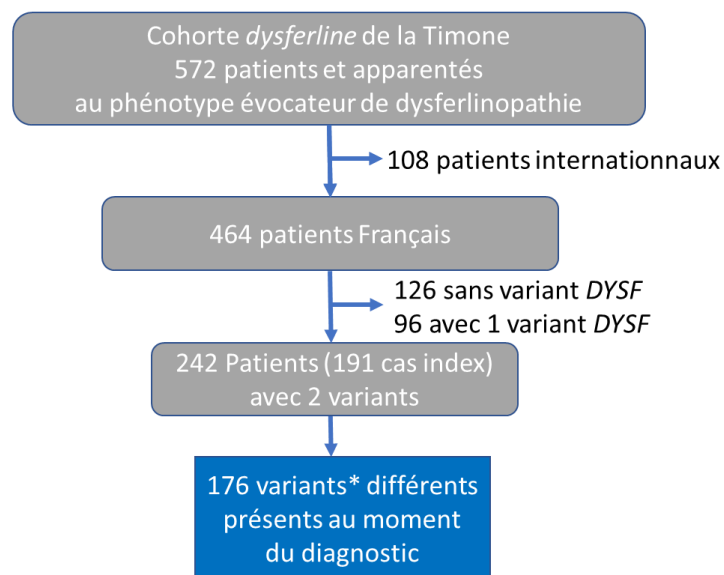 Cohorte dysferline de la Timone
572 patients et apparentés
au phénotype évocateur de dysferlinopathie
108 patients internationnaux
464 patients Français
126 sans variant DYSF
96 avec 1 variant DYSF
242 Patients (191 cas index)
avec 2 variants
176 variants* différents
présents au moment
du diagnostic